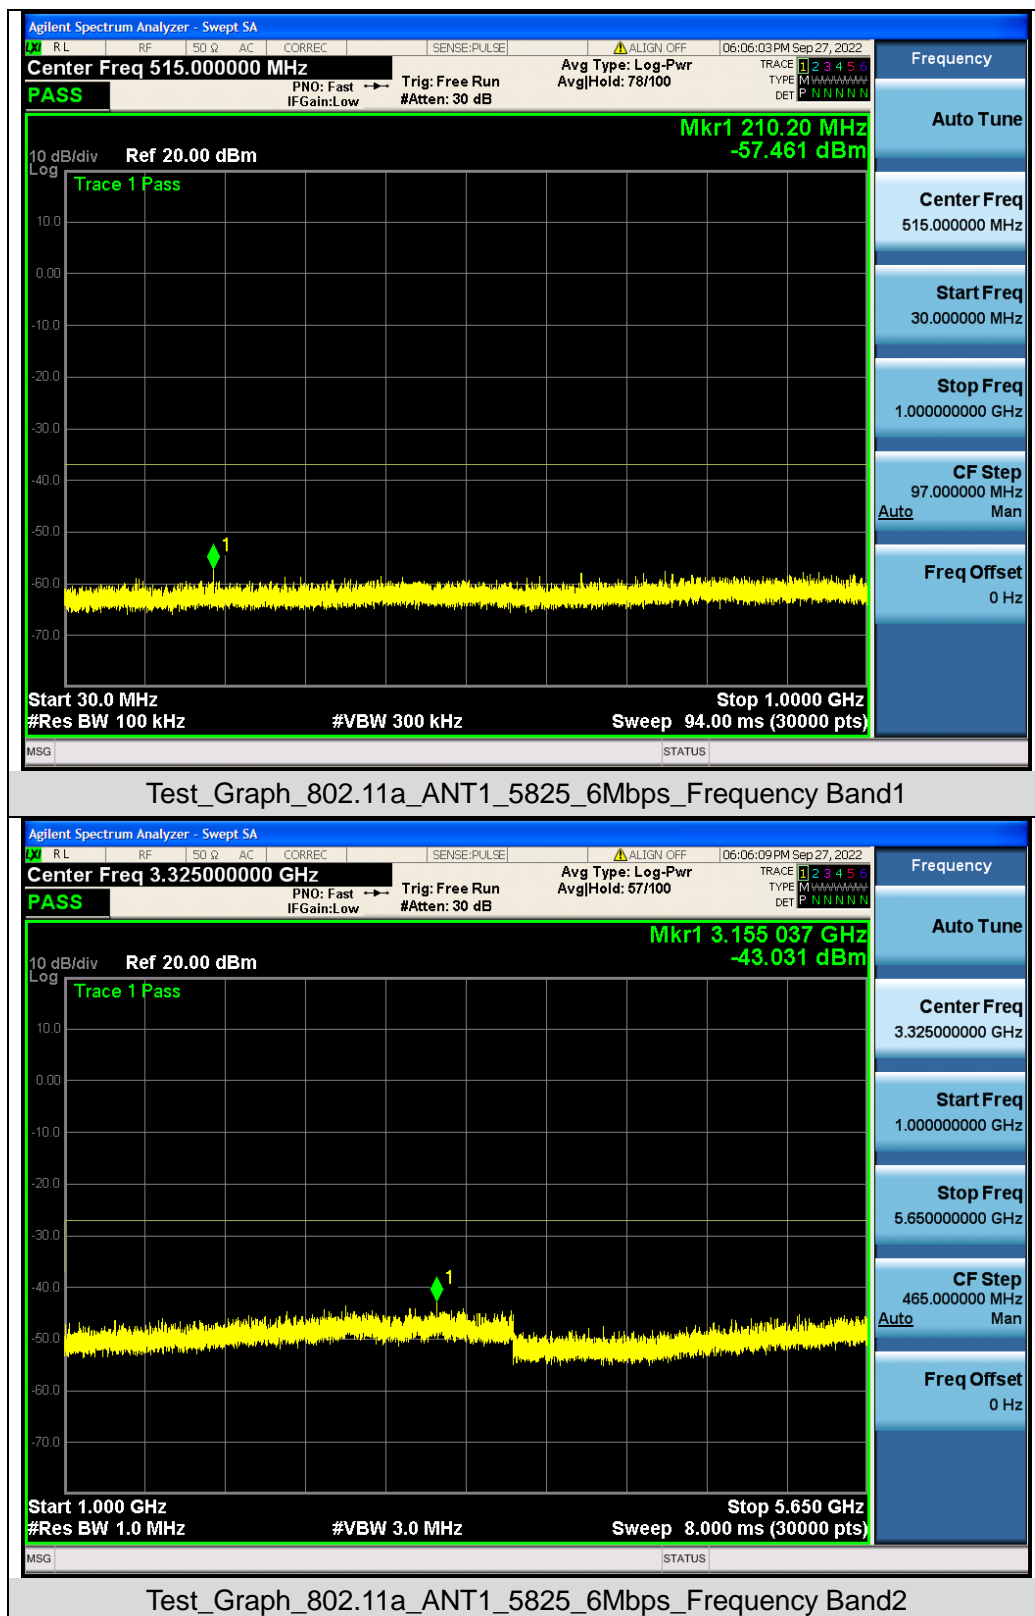 Agilent Spectrum Analyzer - Swept SA
LXI RL RF 50 Ω AC CORREC SENSE:PULSE ALIGN OFF 06:06:03 PM Sep 27, 2022
Center Freq 515.000000 MHz
PASS
PNO: Fast
IFGain:Low
Trig: Free Run
#Atten: 30 dB
Avg Type: Log-Pwr
Avg|Hold: 78/100
TRACE 1 2 3 4 5 6
TYPE M WWWWW
DET P N N N N N
Mkr1 210.20 MHz
-57.461 dBm
10 dB/div Ref 20.00 dBm
Log
Trace 1 Pass
10.0
0.00
-10.0
-20.0
-30.0
-40.0
-50.0
-60.0
-70.0
1
Start 30.0 MHz Stop 1.0000 GHz
#Res BW 100 kHz #VBW 300 kHz Sweep 94.00 ms (30000 pts)
MSG STATUS
Frequency
Auto Tune
Center Freq
515.000000 MHz
Start Freq
30.000000 MHz
Stop Freq
1.000000000 GHz
CF Step
97.000000 MHz
Auto Man
Freq Offset
0 Hz
Test_Graph_802.11a_ANT1_5825_6Mbps_Frequency Band1
Agilent Spectrum Analyzer - Swept SA
LXI RL RF 50 Ω AC CORREC SENSE:PULSE ALIGN OFF 06:06:09 PM Sep 27, 2022
Center Freq 3.325000000 GHz
PASS
PNO: Fast
IFGain:Low
Trig: Free Run
#Atten: 30 dB
Avg Type: Log-Pwr
Avg|Hold: 57/100
TRACE 1 2 3 4 5 6
TYPE M WWWWW
DET P N N N N N
Mkr1 3.155 037 GHz
-43.031 dBm
10 dB/div Ref 20.00 dBm
Log
Trace 1 Pass
10.0
0.00
-10.0
-20.0
-30.0
-40.0
-50.0
-60.0
-70.0
1
Start 1.000 GHz Stop 5.650 GHz
#Res BW 1.0 MHz #VBW 3.0 MHz Sweep 8.000 ms (30000 pts)
MSG STATUS
Frequency
Auto Tune
Center Freq
3.325000000 GHz
Start Freq
1.000000000 GHz
Stop Freq
5.650000000 GHz
CF Step
465.000000 MHz
Auto Man
Freq Offset
0 Hz
Test_Graph_802.11a_ANT1_5825_6Mbps_Frequency Band2